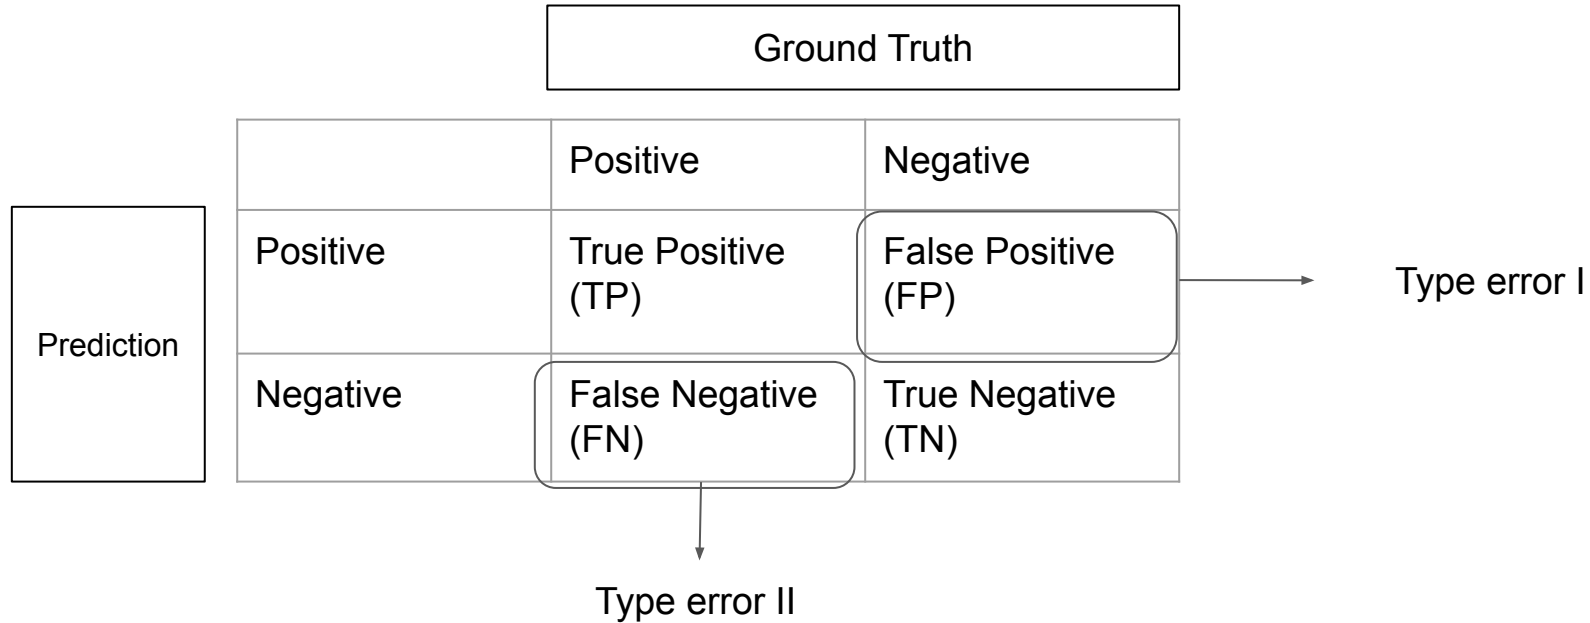 Ground Truth
Positive
Negative
Positive
True Positive
(TP)
False Positive
(FP)
Type error I
Prediction
Negative
False Negative
(FN)
True Negative
(TN)
Type error II